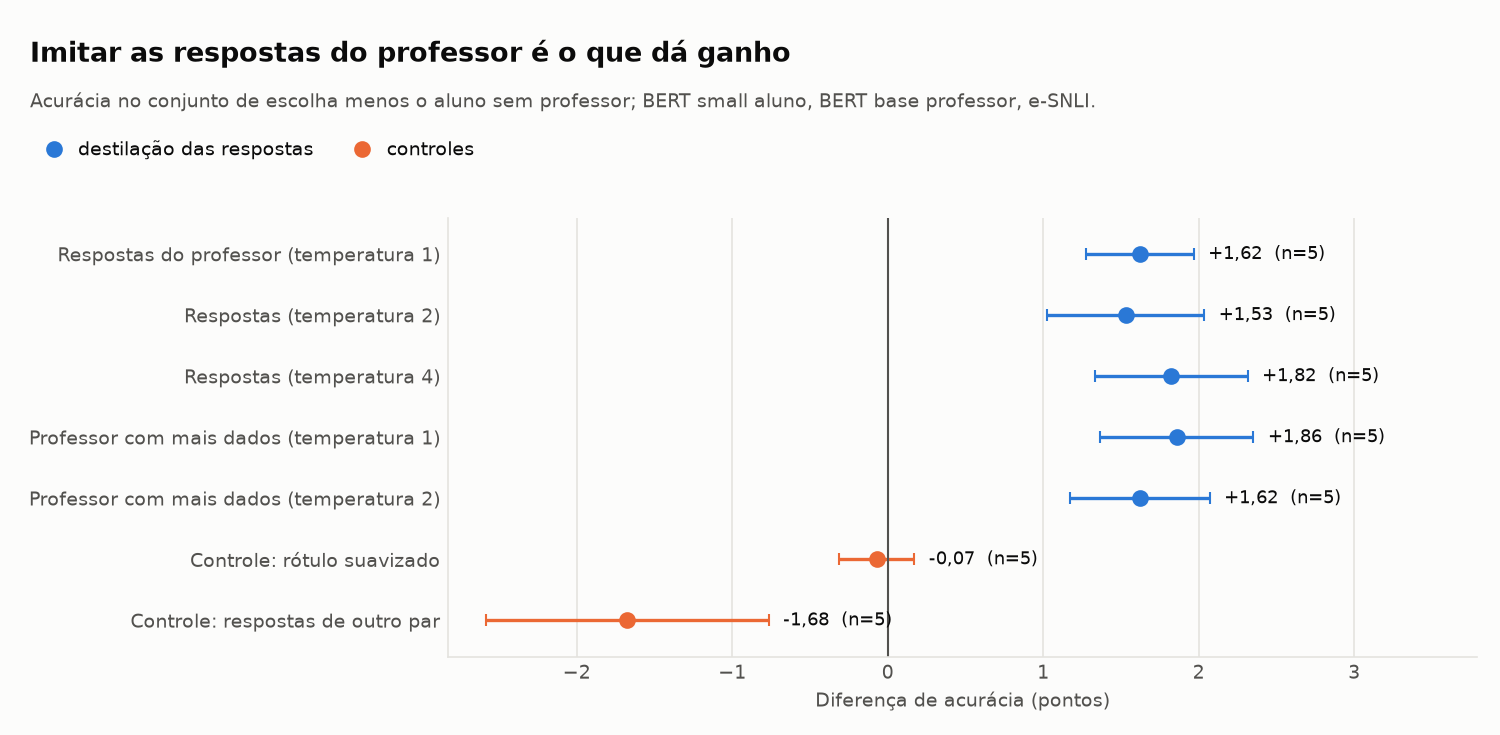 Imitar as respostas do professor é o que dá ganho
Acurácia no conjunto de escolha menos o aluno sem professor; BERT small aluno, BERT base professor, e-SNLI.
destilação das respostas
controles
Respostas do professor (temperatura 1)
+1,62 (n=5)
Respostas (temperatura 2)
+1,53 (n=5)
Respostas (temperatura 4)
+1,82 (n=5)
Professor com mais dados (temperatura 1)
+1,86 (n=5)
Professor com mais dados (temperatura 2)
+1,62 (n=5)
Controle: rótulo suavizado
-0,07 (n=5)
Controle: respostas de outro par
-1,68 (n=5)
−2 −1 0 1 2 3
Diferença de acurácia (pontos)